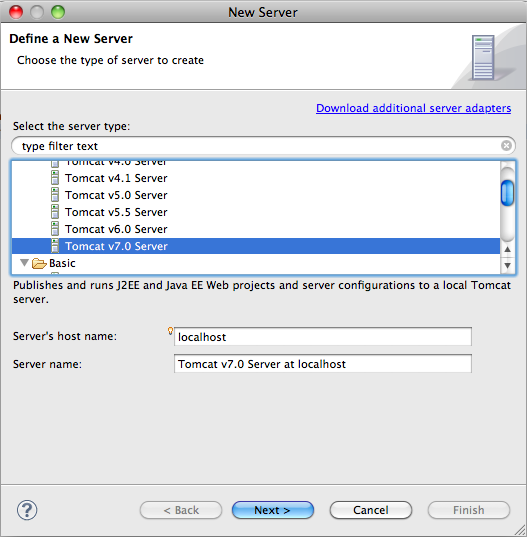 New Server
Define a New Server
Choose the type of server to create
Download additional server adapters
Select the server type:
type filter text
Tomcat v4.0 Server
Tomcat v4.1 Server
Tomcat v5.0 Server
Tomcat v5.5 Server
Tomcat v6.0 Server
Tomcat v7.0 Server
Basic
Publishes and runs J2EE and Java EE Web projects and server configurations to a local Tomcat
server.
Server's host name:
localhost
Server name:
Tomcat v7.0 Server at localhost
?
< Back
Next >
Cancel
Finish